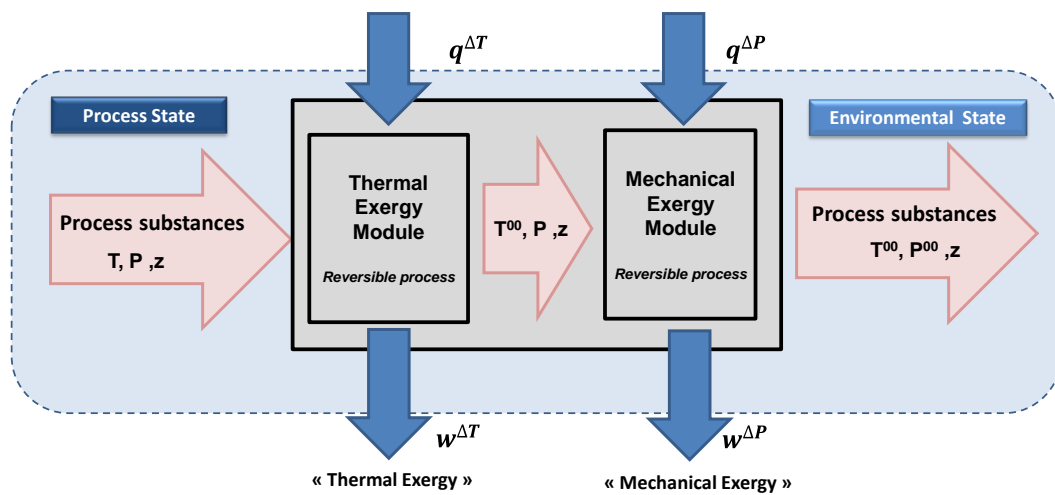 q^ΔT
q^ΔP
Process State
Environmental State
Process substances
T, P ,z
Thermal
Exergy
Module
Reversible process
T⁰⁰, P ,z
Mechanical
Exergy
Module
Reversible process
Process substances
T⁰⁰, P⁰⁰ ,z
w^ΔT
w^ΔP
« Thermal Exergy »
« Mechanical Exergy »